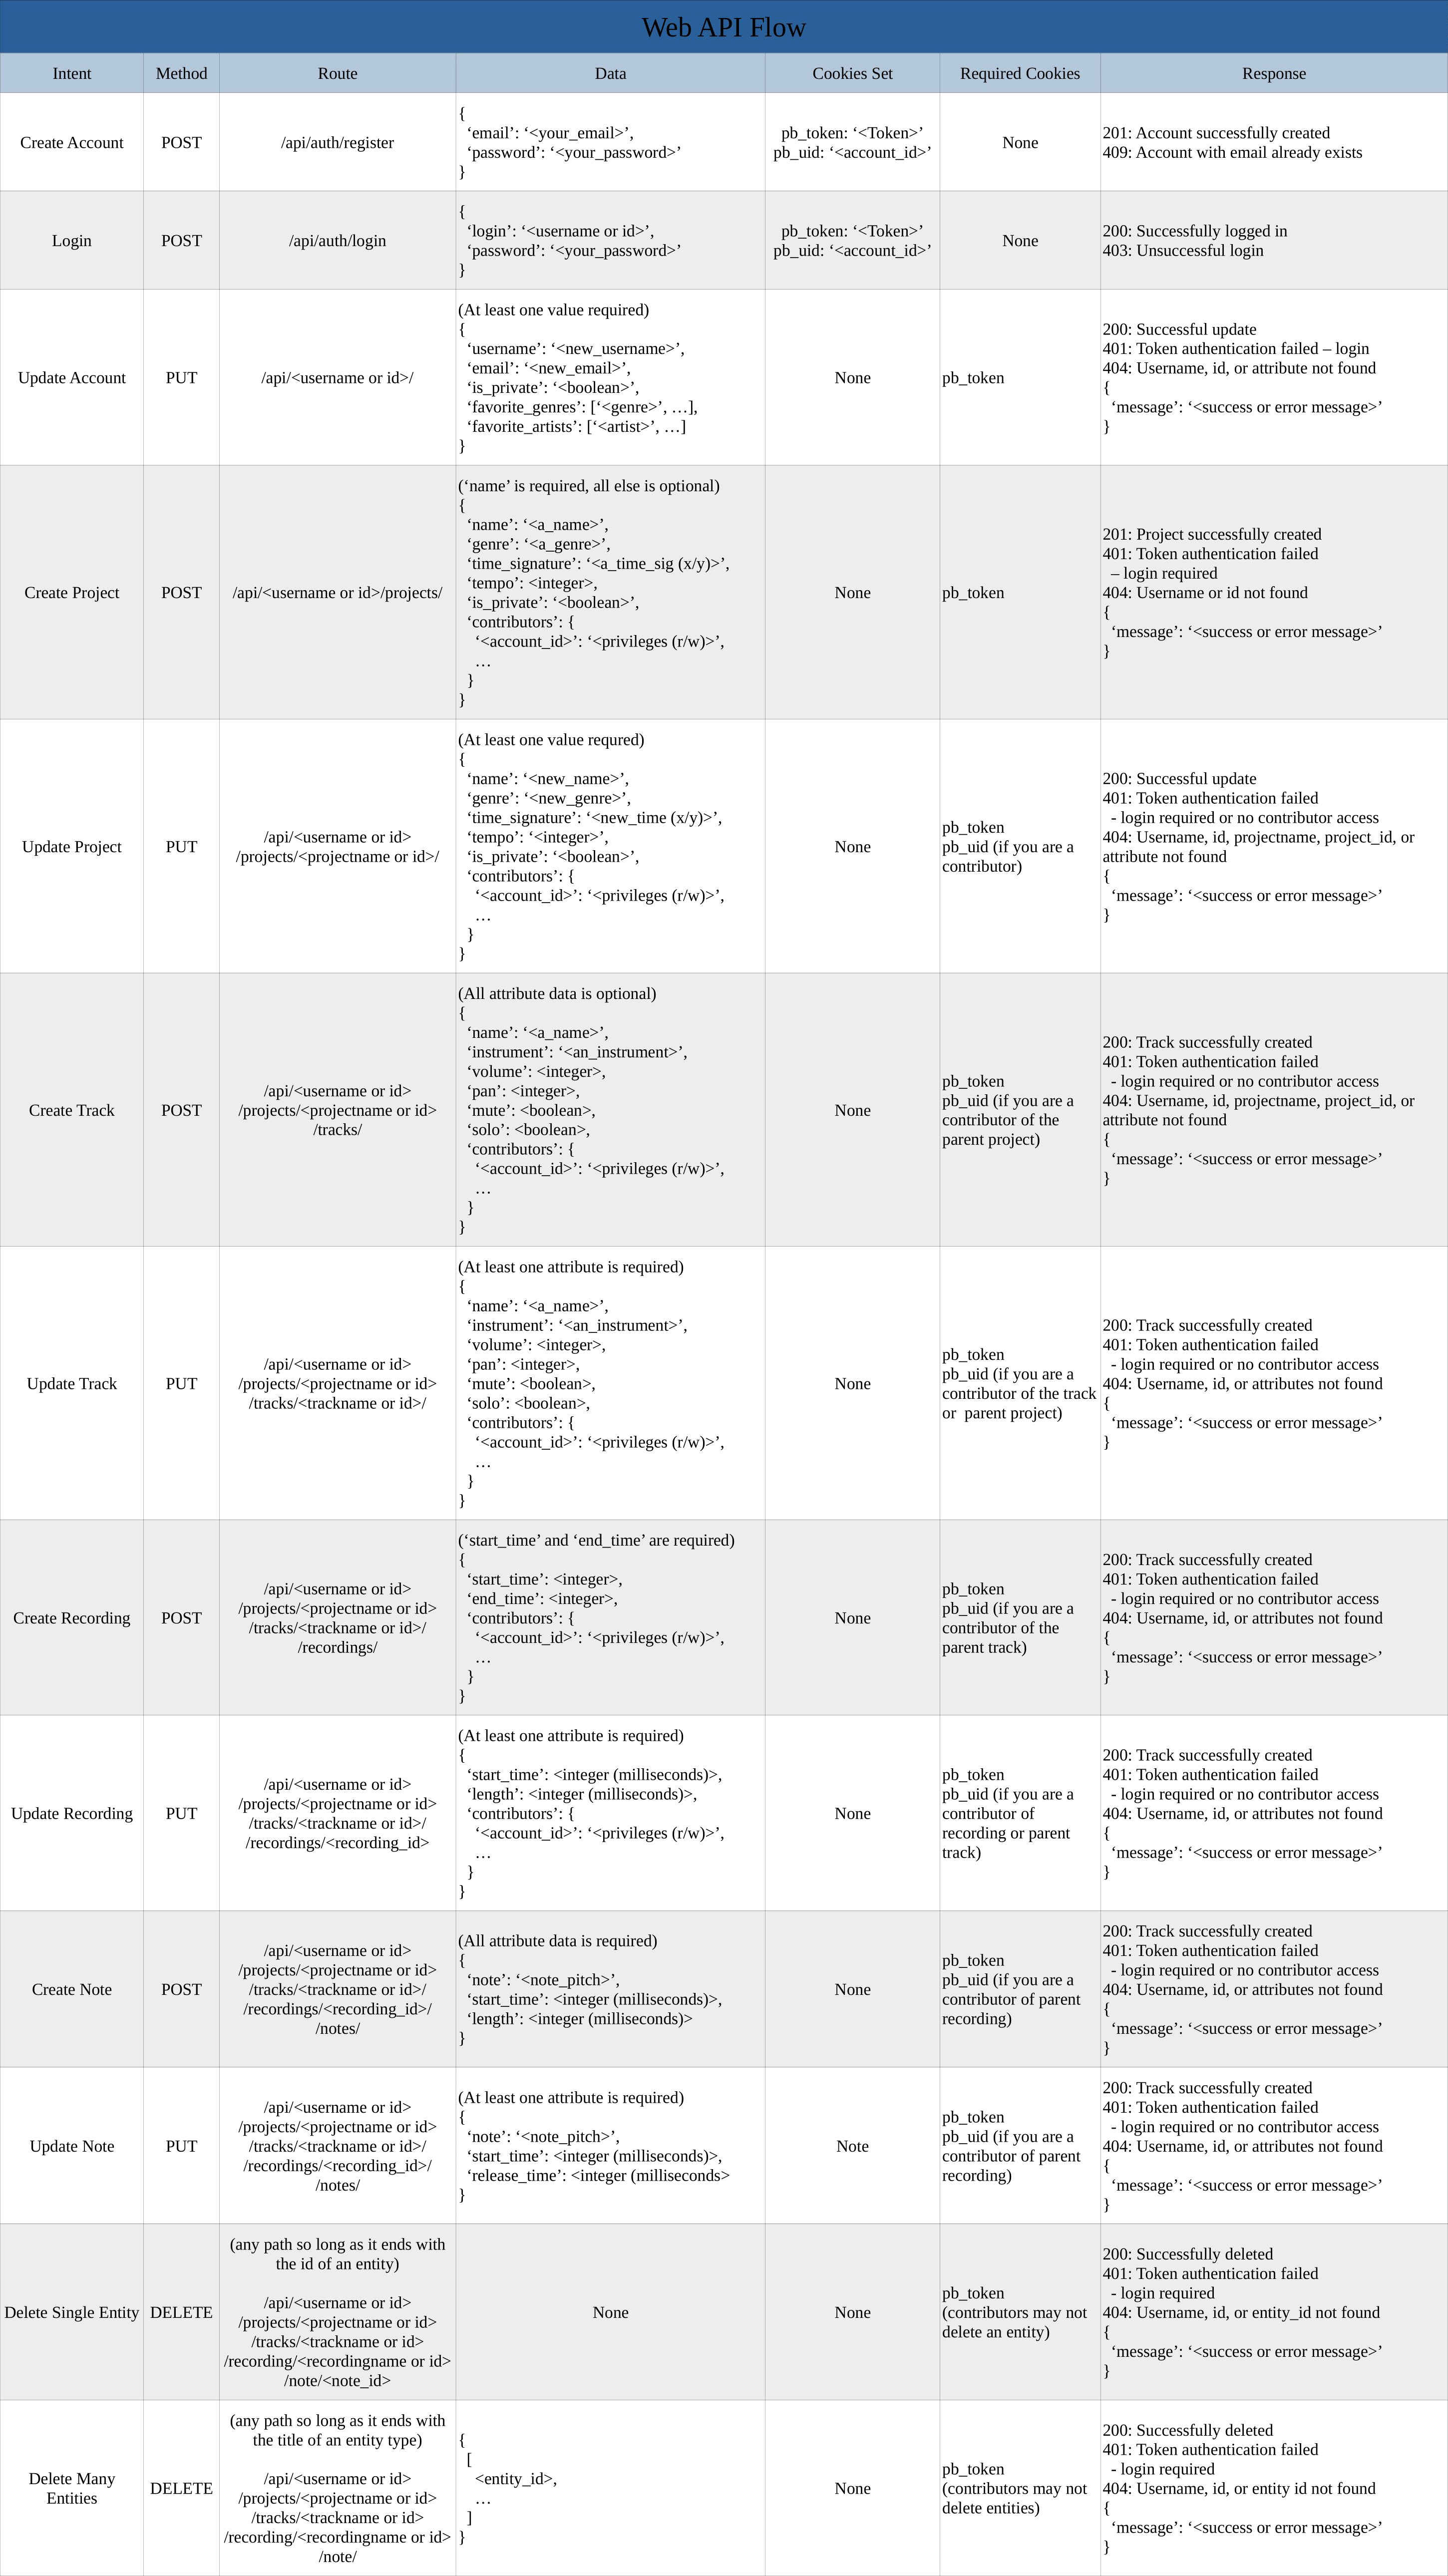 Web API Flow
Intent
Method
Route
Data
Cookies Set
Required Cookies
Response
Create Account
POST
/api/auth/register
{
‘email’: ‘<your_email>’,
‘password’: ‘<your_password>’
}
pb_token: ‘<Token>’
pb_uid: ‘<account_id>’
None
201: Account successfully created
409: Account with email already exists
Login
POST
/api/auth/login
{
‘login’: ‘<username or id>’,
‘password’: ‘<your_password>’
}
pb_token: ‘<Token>’
pb_uid: ‘<account_id>’
None
200: Successfully logged in
403: Unsuccessful login
Update Account
PUT
/api/<username or id>/
(At least one value required)
{
‘username’: ‘<new_username>’,
‘email’: ‘<new_email>’,
‘is_private’: ‘<boolean>’,
‘favorite_genres’: [‘<genre>’, …],
‘favorite_artists’: [‘<artist>’, …]
}
None
pb_token
200: Successful update
401: Token authentication failed – login
404: Username, id, or attribute not found
{
‘message’: ‘<success or error message>’
}
Create Project
POST
/api/<username or id>/projects/
(‘name’ is required, all else is optional)
{
‘name’: ‘<a_name>’,
‘genre’: ‘<a_genre>’,
‘time_signature’: ‘<a_time_sig (x/y)>’,
‘tempo’: <integer>,
‘is_private’: ‘<boolean>’,
‘contributors’: {
‘<account_id>’: ‘<privileges (r/w)>’,
…
}
}
None
pb_token
201: Project successfully created
401: Token authentication failed
– login required
404: Username or id not found
{
‘message’: ‘<success or error message>’
}
Update Project
PUT
/api/<username or id>
/projects/<projectname or id>/
(At least one value requred)
{
‘name’: ‘<new_name>’,
‘genre’: ‘<new_genre>’,
‘time_signature’: ‘<new_time (x/y)>’,
‘tempo’: ‘<integer>’,
‘is_private’: ‘<boolean>’,
‘contributors’: {
‘<account_id>’: ‘<privileges (r/w)>’,
…
}
}
None
pb_token
pb_uid (if you are a
contributor)
200: Successful update
401: Token authentication failed
- login required or no contributor access
404: Username, id, projectname, project_id, or
attribute not found
{
‘message’: ‘<success or error message>’
}
Create Track
POST
/api/<username or id>
/projects/<projectname or id>
/tracks/
(All attribute data is optional)
{
‘name’: ‘<a_name>’,
‘instrument’: ‘<an_instrument>’,
‘volume’: <integer>,
‘pan’: <integer>,
‘mute’: <boolean>,
‘solo’: <boolean>,
‘contributors’: {
‘<account_id>’: ‘<privileges (r/w)>’,
…
}
}
None
pb_token
pb_uid (if you are a
contributor of the
parent project)
200: Track successfully created
401: Token authentication failed
- login required or no contributor access
404: Username, id, projectname, project_id, or
attribute not found
{
‘message’: ‘<success or error message>’
}
Update Track
PUT
/api/<username or id>
/projects/<projectname or id>
/tracks/<trackname or id>/
(At least one attribute is required)
{
‘name’: ‘<a_name>’,
‘instrument’: ‘<an_instrument>’,
‘volume’: <integer>,
‘pan’: <integer>,
‘mute’: <boolean>,
‘solo’: <boolean>,
‘contributors’: {
‘<account_id>’: ‘<privileges (r/w)>’,
…
}
}
None
pb_token
pb_uid (if you are a
contributor of the track
or parent project)
200: Track successfully created
401: Token authentication failed
- login required or no contributor access
404: Username, id, or attributes not found
{
‘message’: ‘<success or error message>’
}
Create Recording
POST
/api/<username or id>
/projects/<projectname or id>
/tracks/<trackname or id>/
/recordings/
(‘start_time’ and ‘end_time’ are required)
{
‘start_time’: <integer>,
‘end_time’: <integer>,
‘contributors’: {
‘<account_id>’: ‘<privileges (r/w)>’,
…
}
}
None
pb_token
pb_uid (if you are a
contributor of the
parent track)
200: Track successfully created
401: Token authentication failed
- login required or no contributor access
404: Username, id, or attributes not found
{
‘message’: ‘<success or error message>’
}
Update Recording
PUT
/api/<username or id>
/projects/<projectname or id>
/tracks/<trackname or id>/
/recordings/<recording_id>
(At least one attribute is required)
{
‘start_time’: <integer (milliseconds)>,
‘length’: <integer (milliseconds)>,
‘contributors’: {
‘<account_id>’: ‘<privileges (r/w)>’,
…
}
}
None
pb_token
pb_uid (if you are a
contributor of
recording or parent
track)
200: Track successfully created
401: Token authentication failed
- login required or no contributor access
404: Username, id, or attributes not found
{
‘message’: ‘<success or error message>’
}
Create Note
POST
/api/<username or id>
/projects/<projectname or id>
/tracks/<trackname or id>/
/recordings/<recording_id>/
/notes/
(All attribute data is required)
{
‘note’: ‘<note_pitch>’,
‘start_time’: <integer (milliseconds)>,
‘length’: <integer (milliseconds)>
}
None
pb_token
pb_uid (if you are a
contributor of parent
recording)
200: Track successfully created
401: Token authentication failed
- login required or no contributor access
404: Username, id, or attributes not found
{
‘message’: ‘<success or error message>’
}
Update Note
PUT
/api/<username or id>
/projects/<projectname or id>
/tracks/<trackname or id>/
/recordings/<recording_id>/
/notes/
(At least one attribute is required)
{
‘note’: ‘<note_pitch>’,
‘start_time’: <integer (milliseconds)>,
‘release_time’: <integer (milliseconds>
}
Note
pb_token
pb_uid (if you are a
contributor of parent
recording)
200: Track successfully created
401: Token authentication failed
- login required or no contributor access
404: Username, id, or attributes not found
{
‘message’: ‘<success or error message>’
}
Delete Single Entity
DELETE
(any path so long as it ends with
the id of an entity)
/api/<username or id>
/projects/<projectname or id>
/tracks/<trackname or id>
/recording/<recordingname or id>
/note/<note_id>
None
None
pb_token
(contributors may not
delete an entity)
200: Successfully deleted
401: Token authentication failed
- login required
404: Username, id, or entity_id not found
{
‘message’: ‘<success or error message>’
}
Delete Many
Entities
DELETE
(any path so long as it ends with
the title of an entity type)
/api/<username or id>
/projects/<projectname or id>
/tracks/<trackname or id>
/recording/<recordingname or id>
/note/
{
[
<entity_id>,
…
]
}
None
pb_token
(contributors may not
delete entities)
200: Successfully deleted
401: Token authentication failed
- login required
404: Username, id, or entity id not found
{
‘message’: ‘<success or error message>’
}